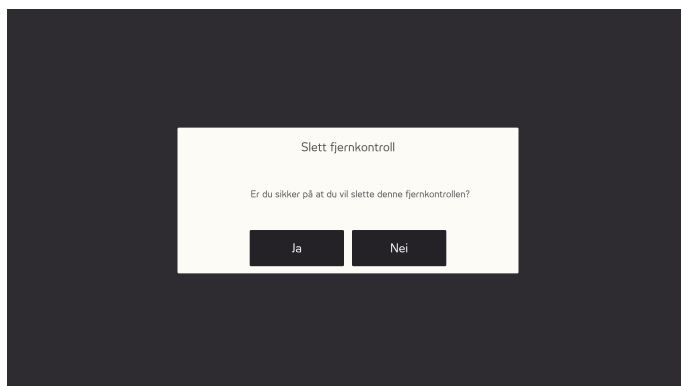 Slett fjernkontroll
Er du sikker på at du vil slette denne fjernkontrollen?
Ja
Nei